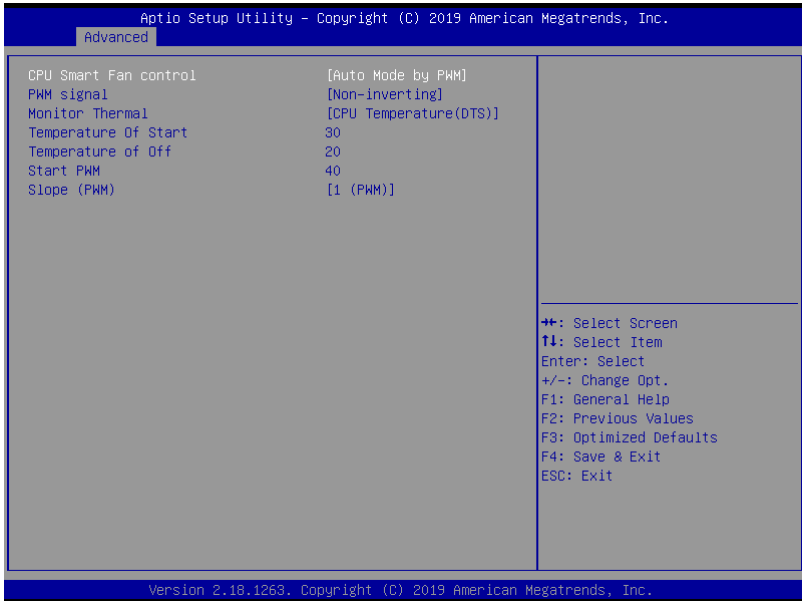 Aptio Setup Utility – Copyright (C) 2019 American Megatrends, Inc.
Advanced
CPU Smart Fan control [Auto Mode by PWM]
PWM signal [Non-inverting]
Monitor Thermal [CPU Temperature(DTS)]
Temperature Of Start 30
Temperature of Off 20
Start PWM 40
Slope (PWM) [1 (PWM)]
→←: Select Screen
↑↓: Select Item
Enter: Select
+/-: Change Opt.
F1: General Help
F2: Previous Values
F3: Optimized Defaults
F4: Save & Exit
ESC: Exit
Version 2.18.1263. Copyright (C) 2019 American Megatrends, Inc.